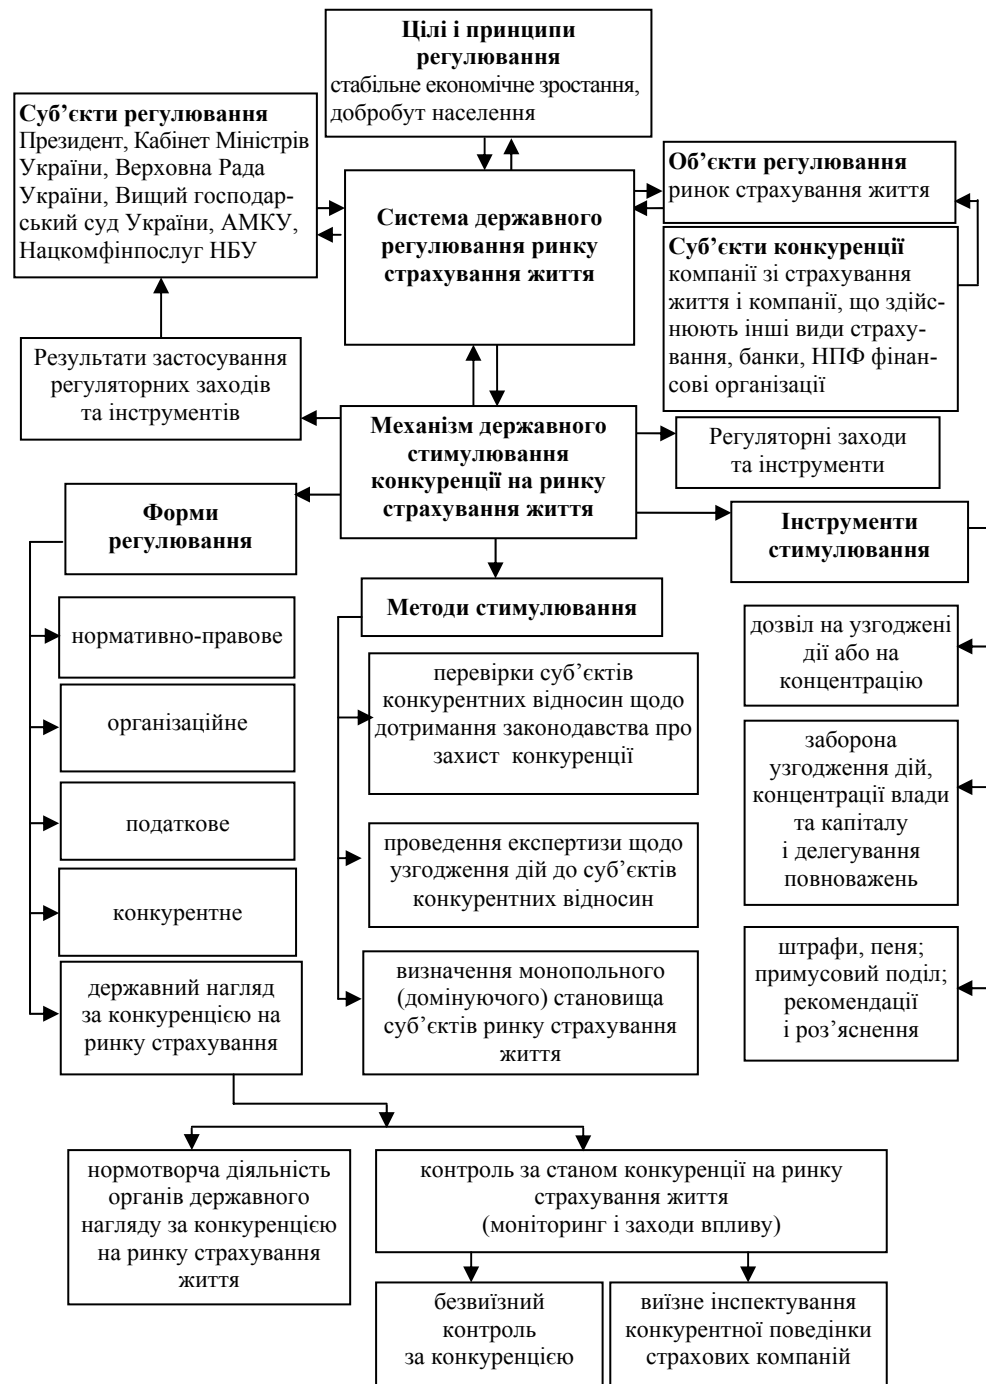 Цілі і принципи
регулювання
стабільне економічне зростання,
добробут населення
Суб’єкти регулювання
Президент, Кабінет Міністрів
України, Верховна Рада
України, Вищий господар-
ський суд України, АМКУ,
Нацкомфінпослуг НБУ
Система державного
регулювання ринку
страхування життя
Об’єкти регулювання
ринок страхування життя
Суб’єкти конкуренції
компанії зі страхування
життя і компанії, що здійс-
нюють інші види страху-
вання, банки, НПФ фінан-
сові організації
Результати застосування
регуляторних заходів
та інструментів
Механізм державного
стимулювання
конкуренції на ринку
страхування життя
Регуляторні заходи
та інструменти
Форми
регулювання
Інструменти
стимулювання
Методи стимулювання
нормативно-правове
організаційне
податкове
конкурентне
державний нагляд
за конкуренцією на
ринку страхування
перевірки суб’єктів
конкурентних відносин щодо
дотримання законодавства про
захист конкуренції
проведення експертизи щодо
узгодження дій до суб’єктів
конкурентних відносин
визначення монопольного
(домінуючого) становища
суб’єктів ринку страхування
життя
дозвіл на узгоджені
дії або на
концентрацію
заборона
узгодження дій,
концентрації влади
та капіталу
і делегування
повноважень
штрафи, пеня;
примусовий поділ;
рекомендації
і роз’яснення
нормотворча діяльність
органів державного
нагляду за конкуренцією
на ринку страхування
життя
контроль за станом конкуренції на ринку
страхування життя
(моніторинг і заходи впливу)
безвиїзний
контроль
за конкуренцією
виїзне інспектування
конкурентної поведінки
страхових компаній